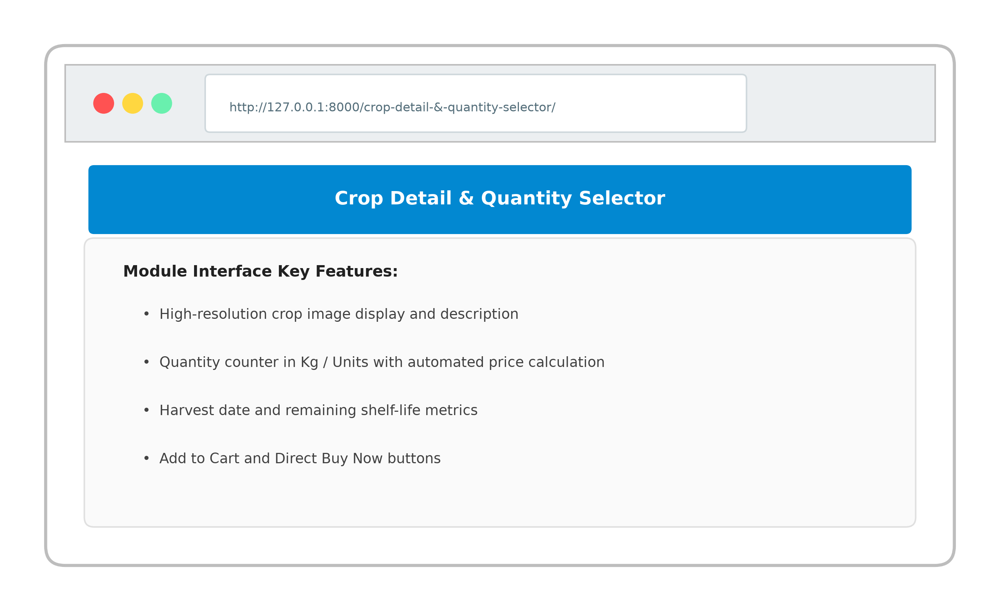 http://127.0.0.1:8000/crop-detail-&-quantity-selector/
Crop Detail & Quantity Selector
Module Interface Key Features:
• High-resolution crop image display and description
• Quantity counter in Kg / Units with automated price calculation
• Harvest date and remaining shelf-life metrics
• Add to Cart and Direct Buy Now buttons